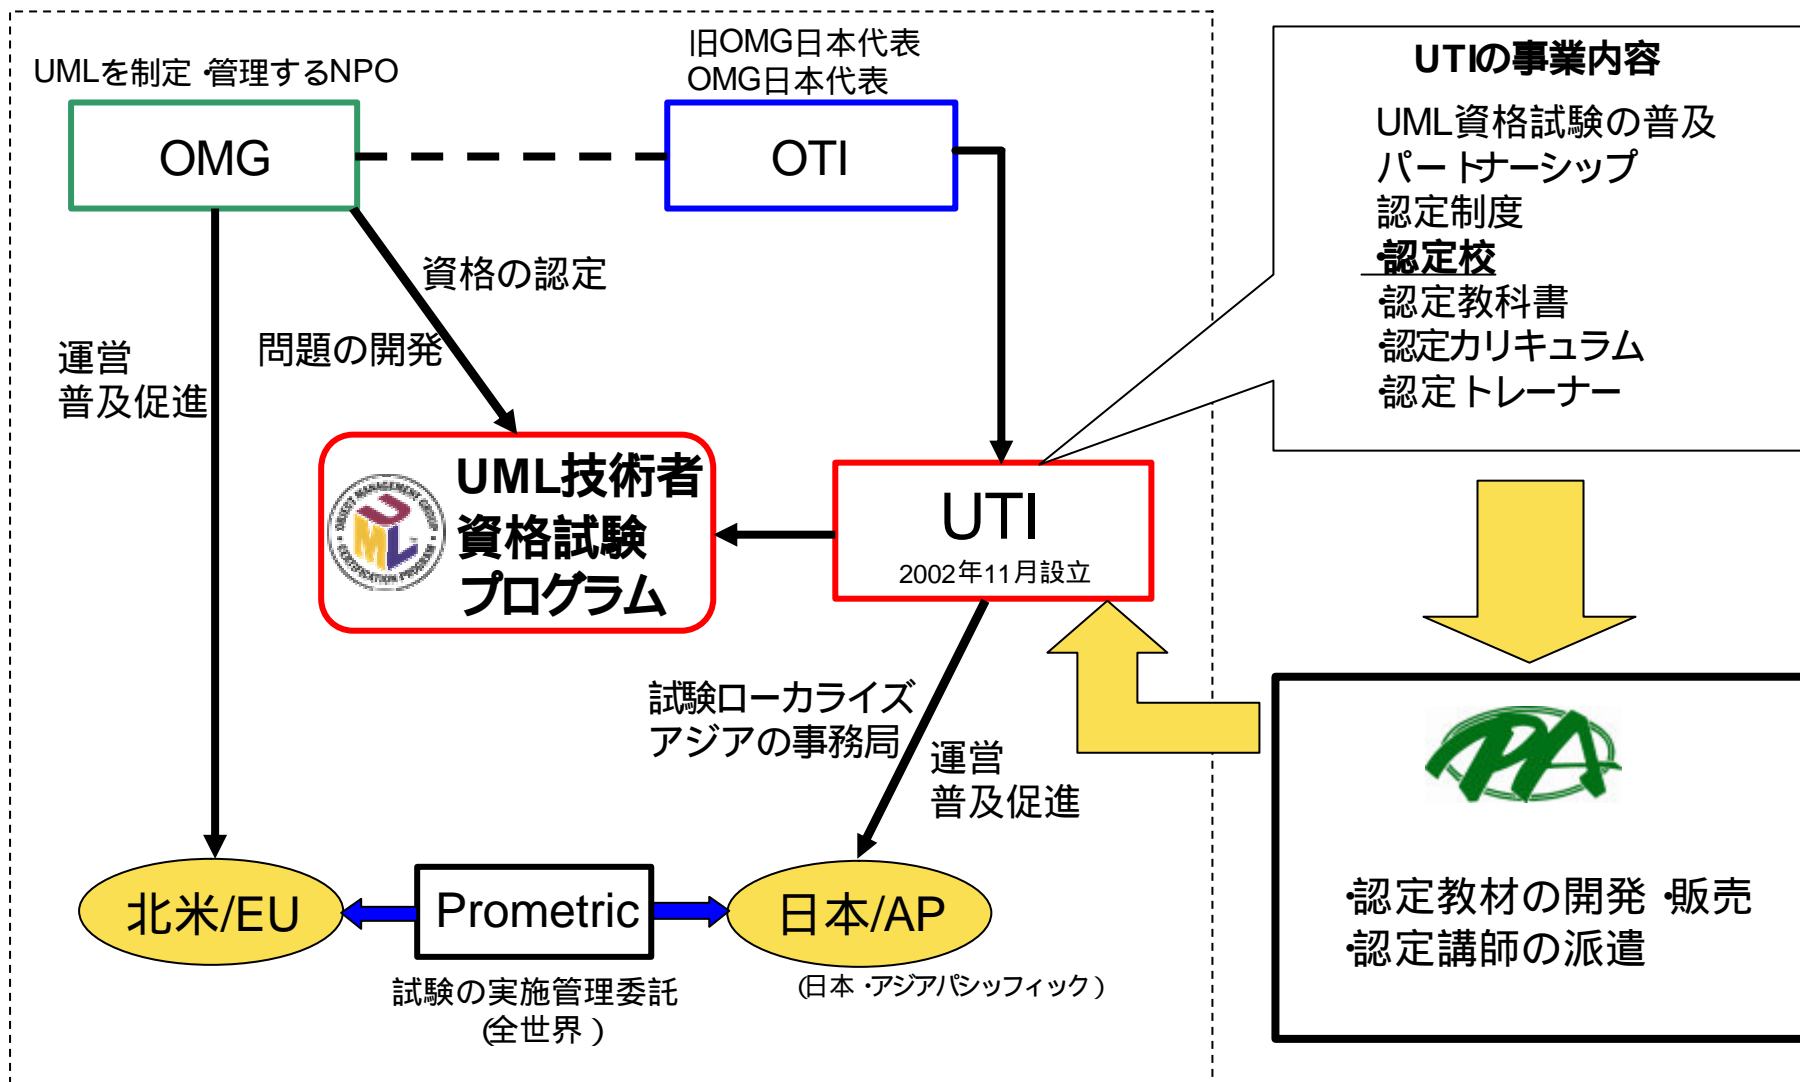 旧OMG日本代表
UMLを制定・管理するNPO
OMG日本代表
OMG
OTI
UTIの事業内容
UML資格試験の普及
パートナーシップ
認定制度
・認定校
・認定教科書
・認定カリキュラム
・認定トレーナー
資格の認定
問題の開発
運営
普及促進
UML技術者
資格試験
プログラム
OBJECT MANAGEMENT GROUP
UML
CERTIFICATION PROGRAM
UTI
2002年11月設立
試験ローカライズ
アジアの事務局
運営
普及促進
北米/EU
Prometric
日本/AP
試験の実施管理委託
(全世界)
(日本・アジアパシッフィック)
PA
・認定教材の開発・販売
・認定講師の派遣